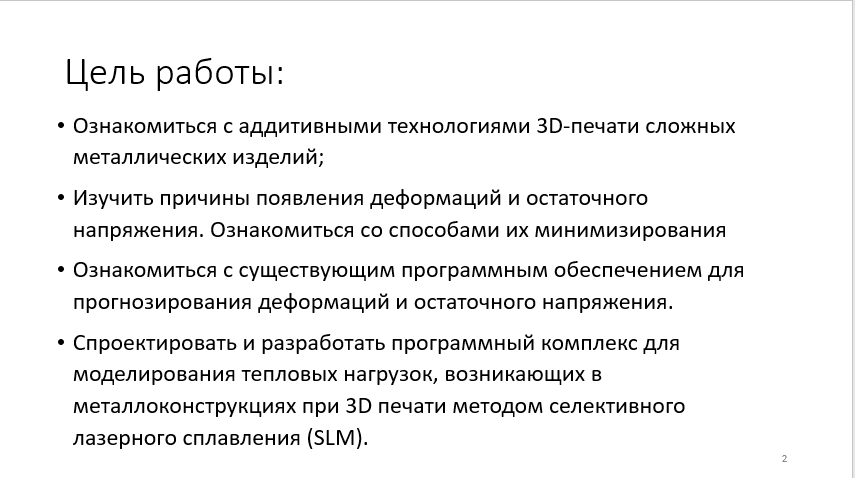 Цель работы:
• Ознакомиться с аддитивными технологиями 3D-печати сложных
металлических изделий;
• Изучить причины появления деформаций и остаточного
напряжения. Ознакомиться со способами их минимизирования
• Ознакомиться с существующим программным обеспечением для
прогнозирования деформаций и остаточного напряжения.
• Спроектировать и разработать программный комплекс для
моделирования тепловых нагрузок, возникающих в
металлоконструкциях при 3D печати методом селективного
лазерного сплавления (SLM).
2